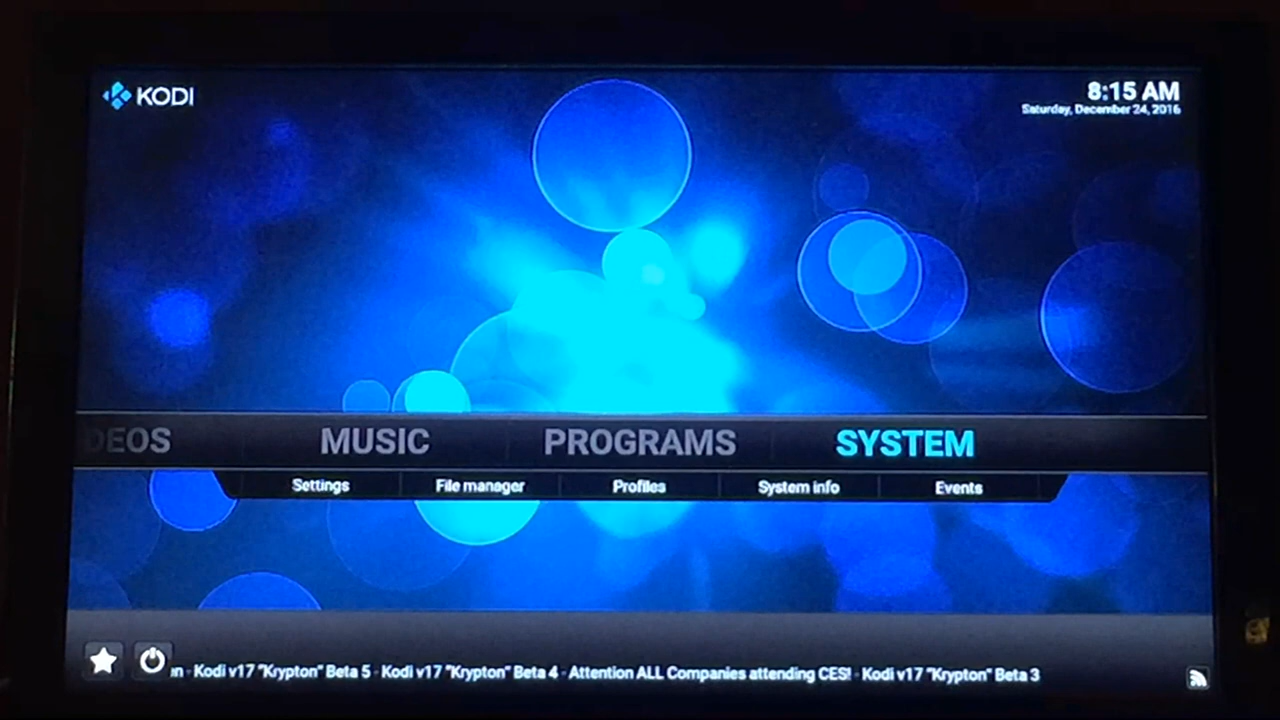 KODI
8:15 AM
Saturday, December 24, 2016
DEOS MUSIC PROGRAMS SYSTEM
Settings File manager Profiles System info Events
n - Kodi v17 "Krypton" Beta 5 - Kodi v17 "Krypton" Beta 4 - Attention ALL Companies attending CES! - Kodi v17 "Krypton" Beta 3